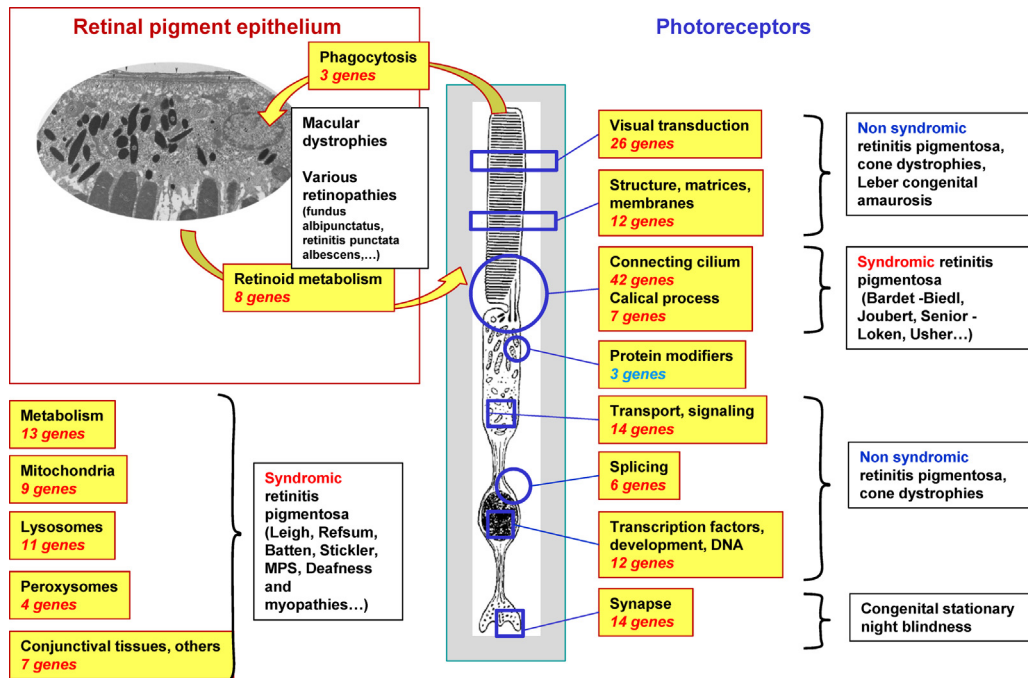 Retinal pigment epithelium
Photoreceptors
Phagocytosis
3 genes
Macular
dystrophies
Various
retinopathies
(fundus
albipunctatus,
retinitis punctata
albescens,…)
Retinoid metabolism
8 genes
Visual transduction
26 genes
Structure, matrices,
membranes
12 genes
Non syndromic
retinitis pigmentosa,
cone dystrophies,
Leber congenital
amaurosis
Connecting cilium
42 genes
Calical process
7 genes
Syndromic retinitis
pigmentosa
(Bardet -Biedl,
Joubert, Senior -
Loken, Usher…)
Protein modifiers
3 genes
Transport, signaling
14 genes
Splicing
6 genes
Transcription factors,
development, DNA
12 genes
Non syndromic
retinitis pigmentosa,
cone dystrophies
Synapse
14 genes
Congenital stationary
night blindness
Metabolism
13 genes
Mitochondria
9 genes
Lysosomes
11 genes
Peroxysomes
4 genes
Conjunctival tissues, others
7 genes
Syndromic
retinitis
pigmentosa
(Leigh, Refsum,
Batten, Stickler,
MPS, Deafness
and
myopathies…)